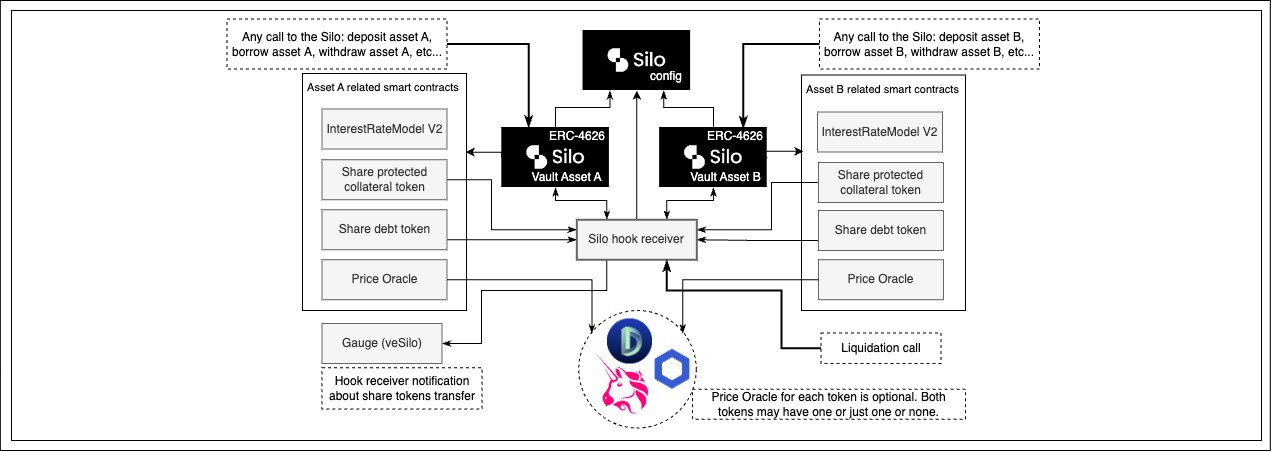 Any call to the Silo: deposit asset A,
borrow asset A, withdraw asset A, etc...
Silo
config
Any call to the Silo: deposit asset B,
borrow asset B, withdraw asset B, etc...
Asset A related smart contracts
InterestRateModel V2
Share protected
collateral token
Share debt token
Price Oracle
ERC-4626
Silo
Vault Asset A
ERC-4626
Silo
Vault Asset B
Asset B related smart contracts
InterestRateModel V2
Share protected
collateral token
Share debt token
Price Oracle
Silo hook receiver
Gauge (veSilo)
Hook receiver notification
about share tokens transfer
Liquidation call
Price Oracle for each token is optional. Both
tokens may have one or just one or none.